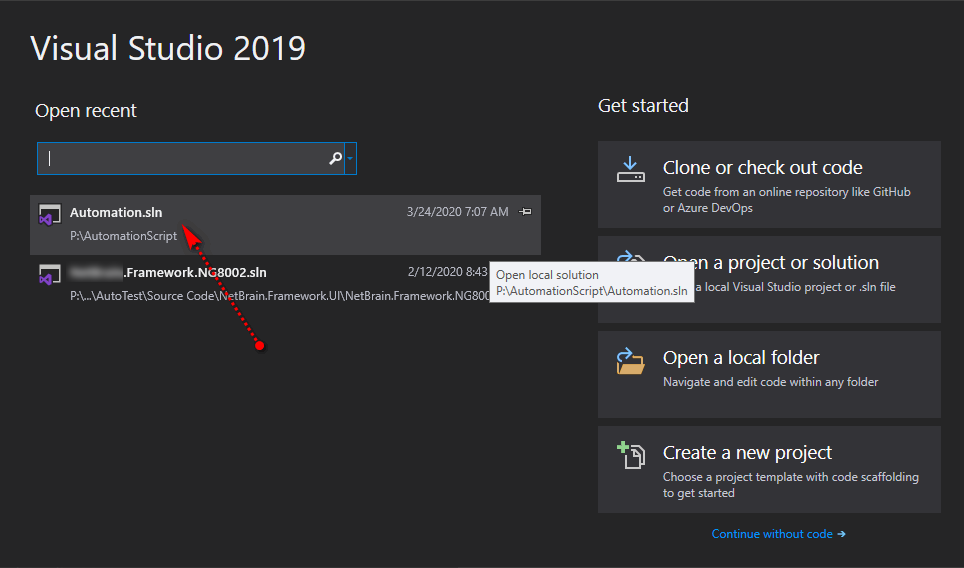 Visual Studio 2019
Open recent
Automation.sln
3/24/2020 7:07 AM
P:\AutomationScript
.Framework.NG8002.sln
2/12/2020 8:43
P:\...\AutoTest\Source Code\NetBrain.Framework.UI\NetBrain.Framework.NG800
Open local solution
P:\AutomationScript\Automation.sln
Get started
Clone or check out code
Get code from an online repository like GitHub
or Azure DevOps
Open a project or solution
a local Visual Studio project or .sln file
Open a local folder
Navigate and edit code within any folder
Create a new project
Choose a project template with code scaffolding
to get started
Continue without code →